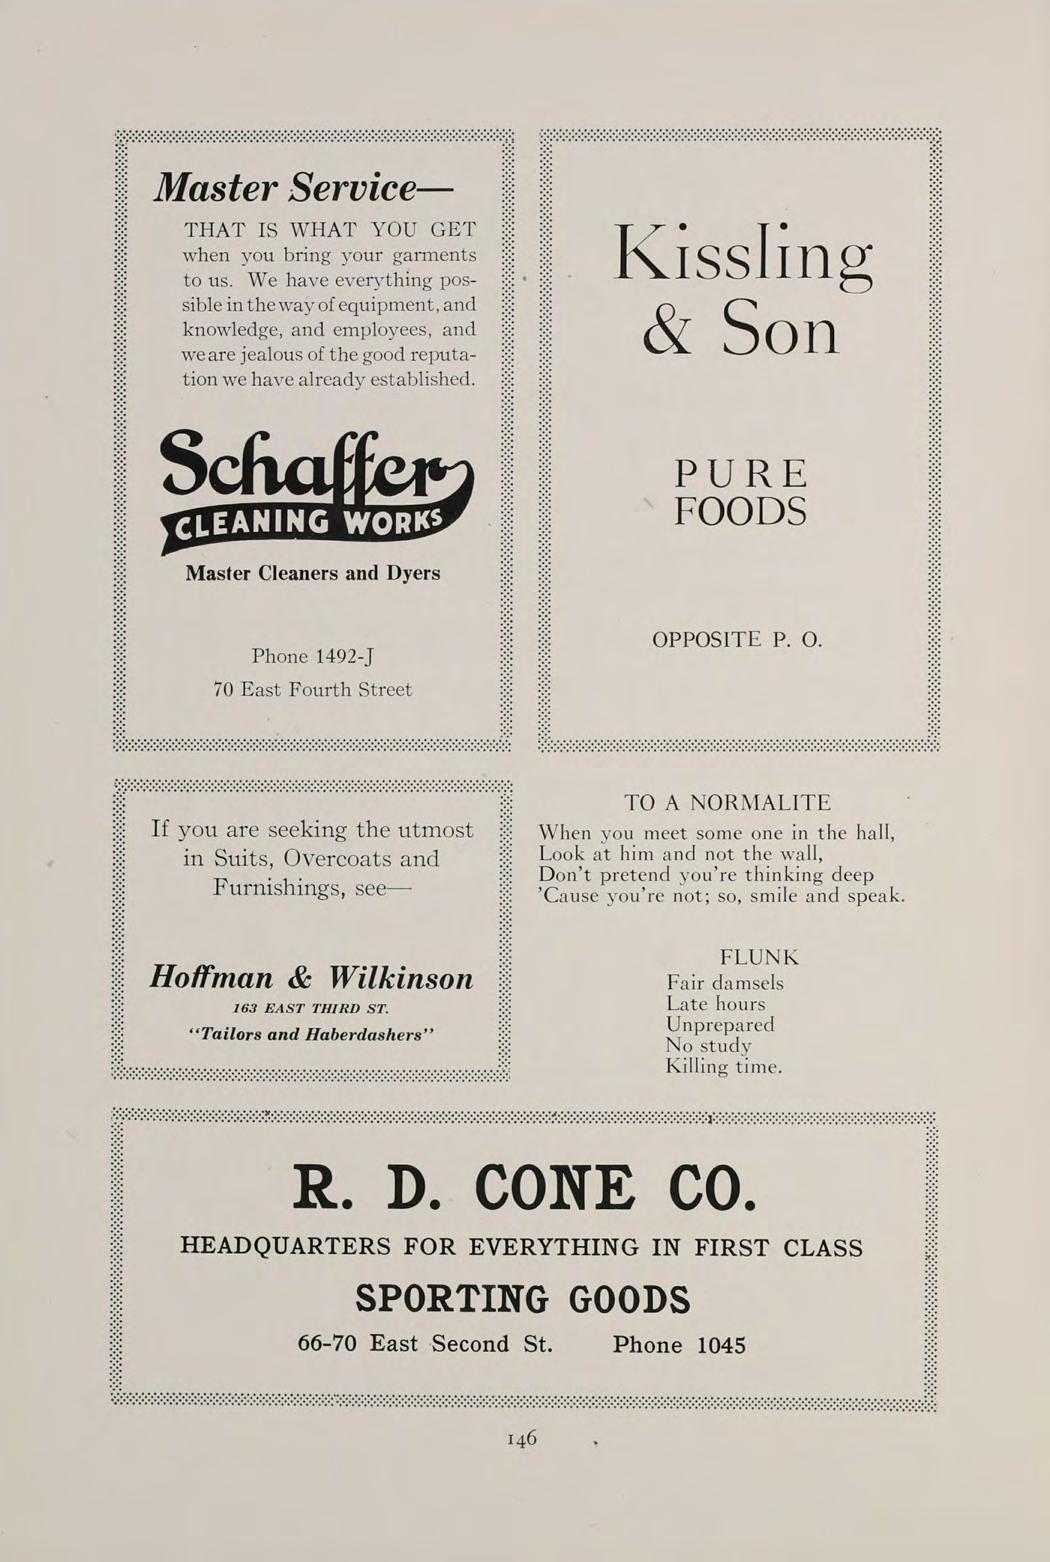 Master Service—
THAT IS WHAT YOU GET
when you bring your garments
to us. We have everything pos-
sible in the way of equipment, and
knowledge, and employees, and
we are jealous of the good reputa-
tion we have already established.
Schaffer
CLEANING WORKS
Master Cleaners and Dyers
Phone 1492-J
70 East Fourth Street
Kissling
& Son
PURE
FOODS
OPPOSITE P. O.
If you are seeking the utmost
in Suits, Overcoats and
Furnishings, see—
Hoffman & Wilkinson
163 EAST THIRD ST.
"Tailors and Haberdashers"
TO A NORMALITE
When you meet some one in the hall,
Look at him and not the wall,
Don't pretend you're thinking deep
'Cause you're not; so, smile and speak.
FLUNK
Fair damsels
Late hours
Unprepared
No study
Killing time.
R. D. CONE CO.
HEADQUARTERS FOR EVERYTHING IN FIRST CLASS
SPORTING GOODS
66-70 East Second St. Phone 1045
146